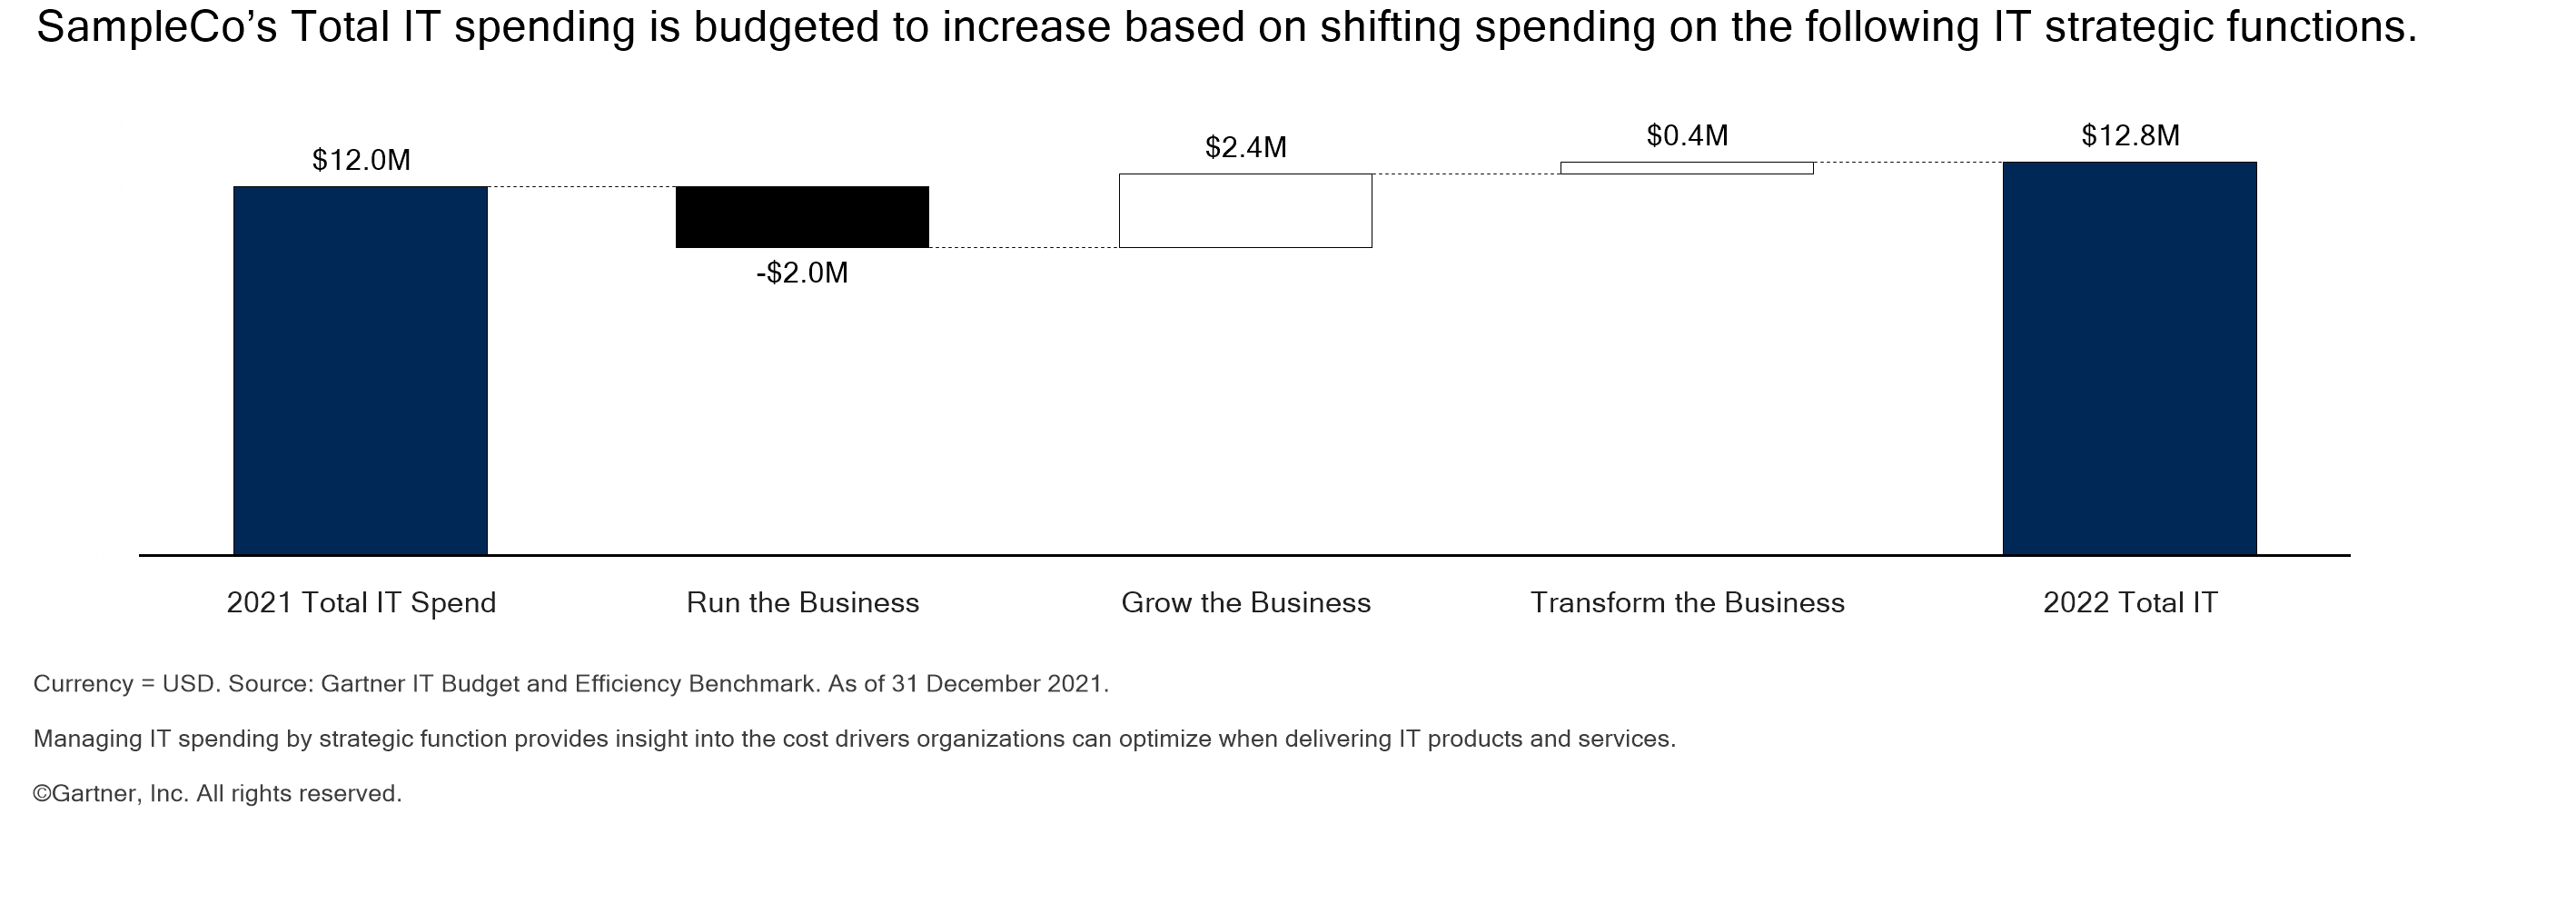 SampleCo’s Total IT spending is budgeted to increase based on shifting spending on the following IT strategic functions.
$12.0M
-$2.0M
$2.4M
$0.4M
$12.8M
2021 Total IT Spend
Run the Business
Grow the Business
Transform the Business
2022 Total IT
Currency = USD. Source: Gartner IT Budget and Efficiency Benchmark. As of 31 December 2021.
Managing IT spending by strategic function provides insight into the cost drivers organizations can optimize when delivering IT products and services.
©Gartner, Inc. All rights reserved.